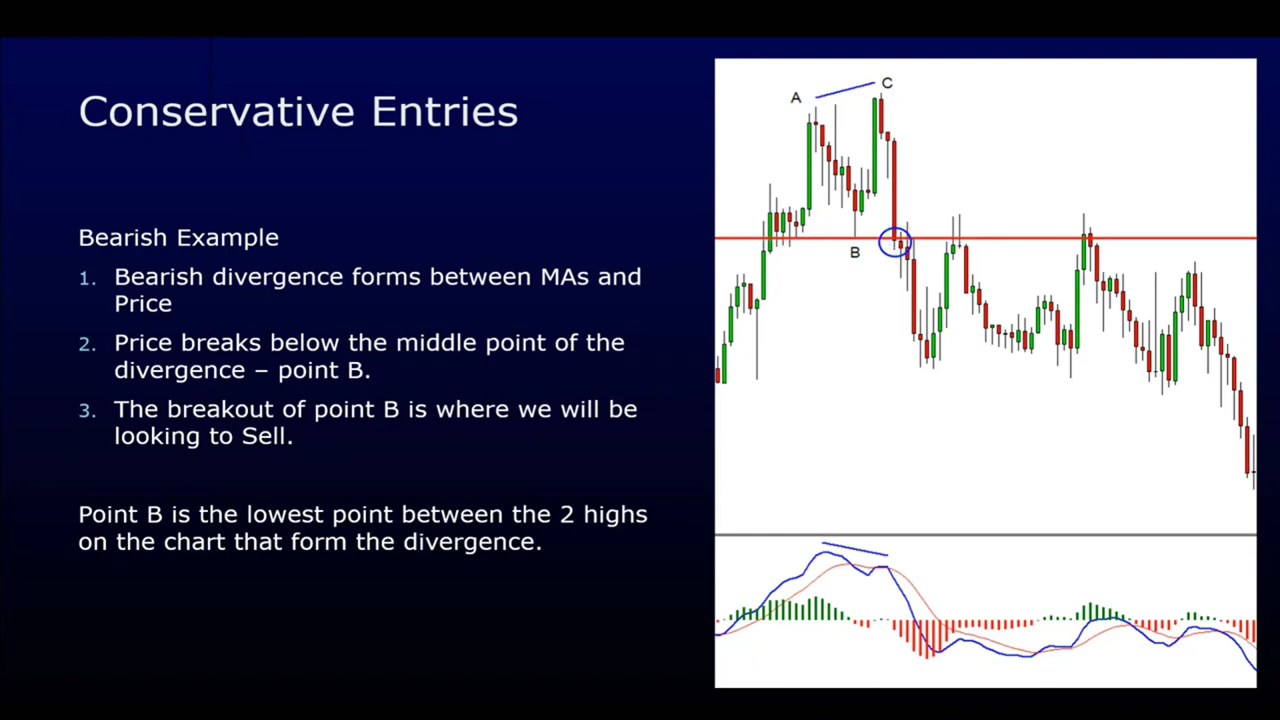 Conservative Entries
Bearish Example
1. Bearish divergence forms between MAs and
Price
2. Price breaks below the middle point of the
divergence – point B.
3. The breakout of point B is where we will be
looking to Sell.
Point B is the lowest point between the 2 highs
on the chart that form the divergence.
A
C
B